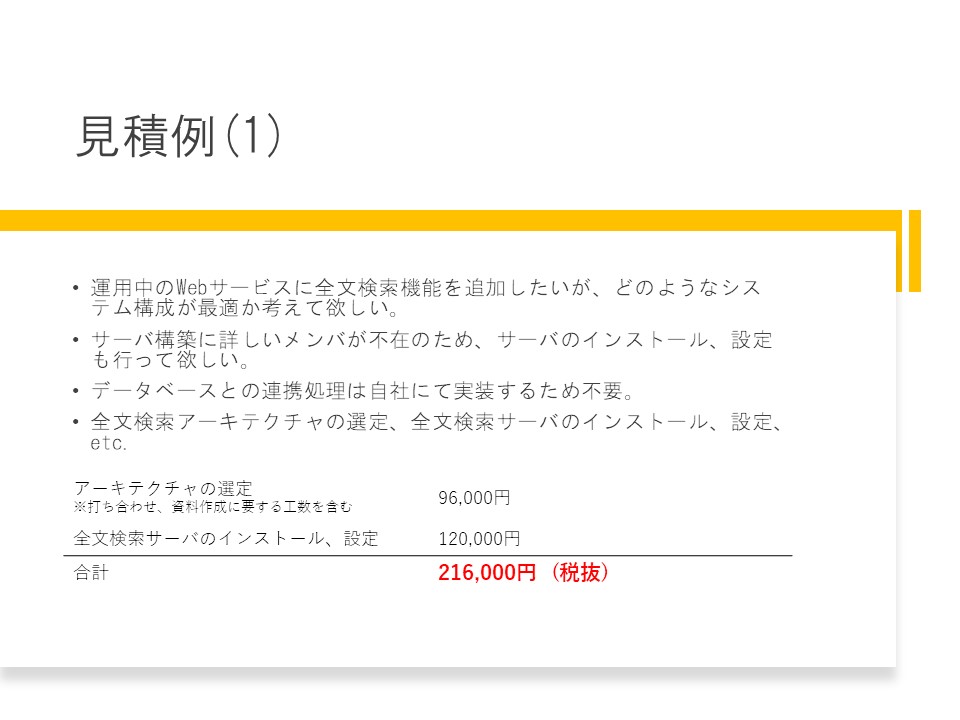 見積例(1)
• 運用中のWebサービスに全文検索機能を追加したいが、どのようなシス
テム構成が最適か考えて欲しい。
• サーバ構築に詳しいメンバが不在のため、サーバのインストール、設定
も行って欲しい。
• データベースとの連携処理は自社にて実装するため不要。
• 全文検索アーキテクチャの選定、全文検索サーバのインストール、設定、
etc.
アーキテクチャの選定
※打ち合わせ、資料作成に要する工数を含む
96,000円
全文検索サーバのインストール、設定 120,000円
合計 216,000円 (税抜)